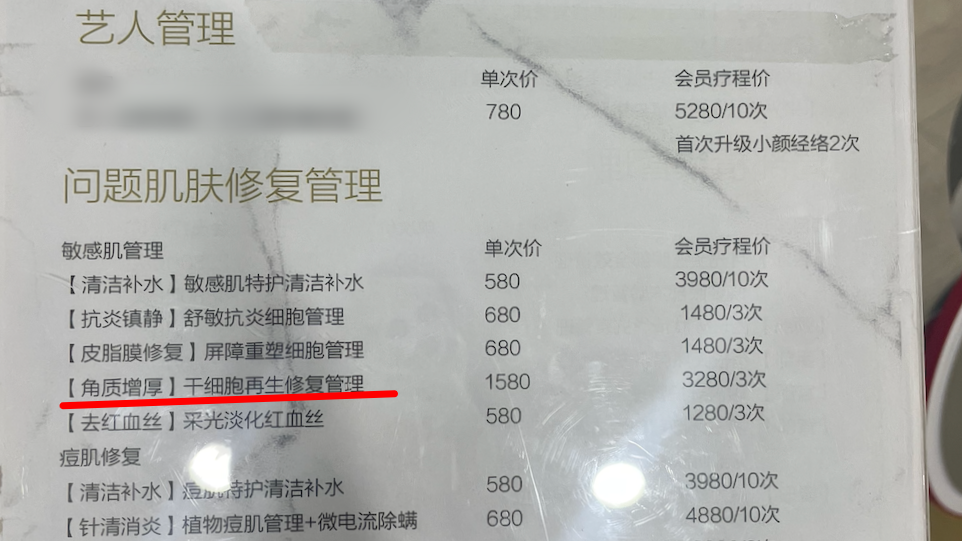 艺人管理
单次价 会员疗程价
780 5280/10次
首次升级小颜经络2次
问题肌肤修复管理
敏感肌管理 单次价 会员疗程价
【清洁补水】敏感肌特护清洁补水 580 3980/10次
【抗炎镇静】舒敏抗炎细胞管理 680 1480/3次
【皮脂膜修复】屏障重塑细胞管理 680 1480/3次
【角质增厚】干细胞再生修复管理 1580 3280/3次
【去红血丝】采光淡化红血丝 580 1280/3次
痘肌修复
【清洁补水】痘肌特护清洁补水 580 3980/10次
【针清消炎】植物痘肌管理+微电流除螨 680 4880/10次